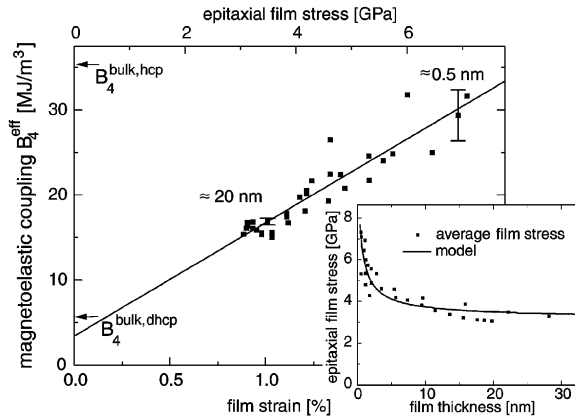 epitaxial film stress [GPa]
0 2 4 6
magnetoelastic coupling B₄ᵉᶠᶠ [MJ/m³]
B₄ᵇᵘˡᵏ,ʰᶜᵖ
≈0.5 nm
30
20
≈ 20 nm
10
B₄ᵇᵘˡᵏ,ᵈʰᶜᵖ
0
0.0 0.5 1.0
film strain [%]
epitaxial film stress [GPa]
8
6
4
2
0
average film stress
model
0 10 20 30
film thickness [nm]